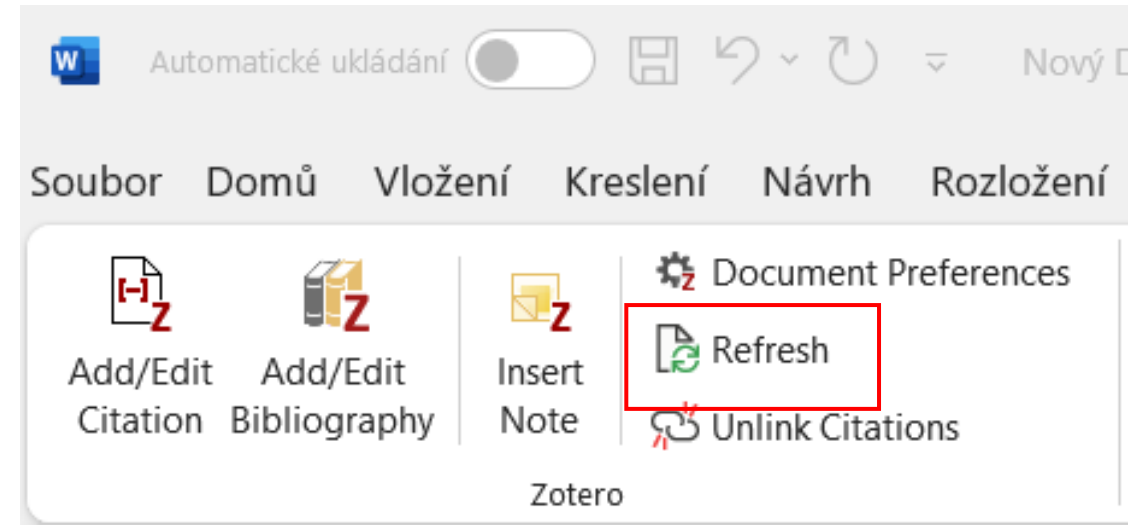 W Automatické ukládání Nový
Soubor Domů Vložení Kreslení Návrh Rozložení
Document Preferences
Refresh
Add/Edit Add/Edit Insert
Citation Bibliography Note
Unlink Citations
Zotero